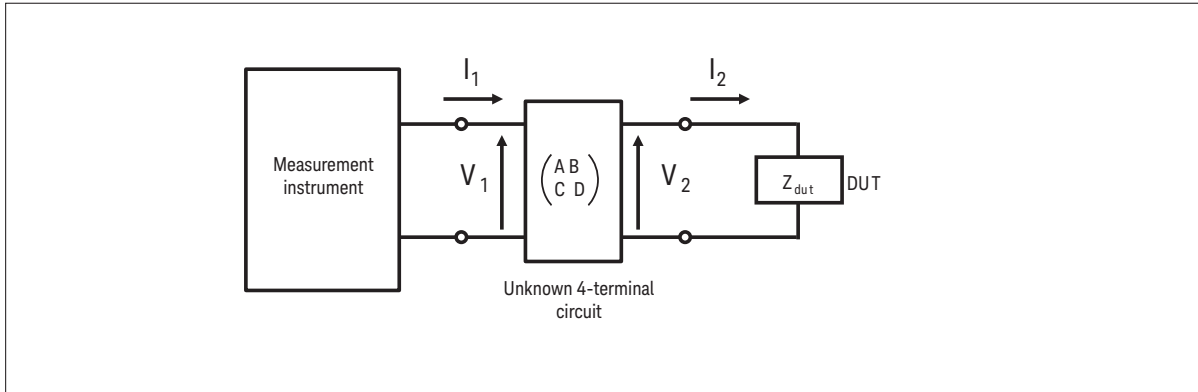 I1
I2
Measurement
instrument
V1
A B
C D
V2
Zdut
DUT
Unknown 4-terminal
circuit